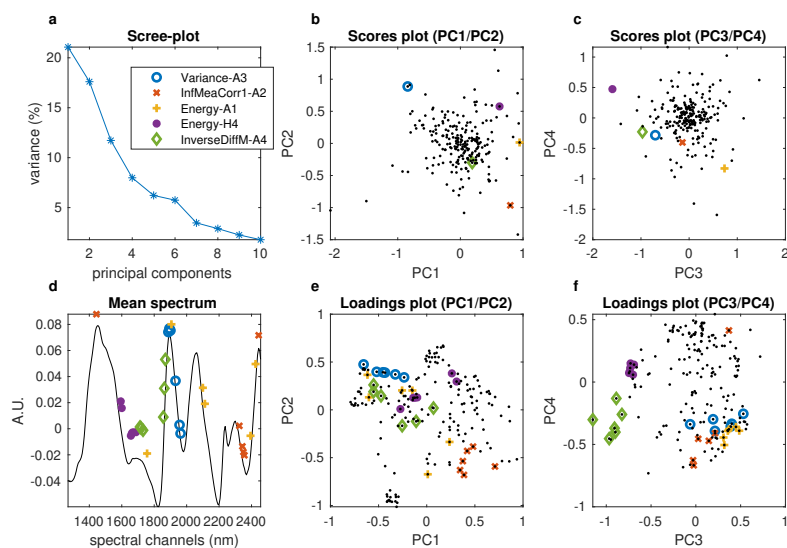 a
Scree-plot
20
15
10
5
variance (%)
2
4
6
8
10
principal components
Variance-A3
InfMeaCorr1-A2
Energy-A1
Energy-H4
InverseDiffM-A4
b
Scores plot (PC1/PC2)
1.5
1
0.5
0
-0.5
-1
-1.5
PC2
-2
-1
0
1
PC1
c
Scores plot (PC3/PC4)
1
0.5
0
-0.5
-1
-1.5
-2
PC4
-2
-1
0
1
2
PC3
d
Mean spectrum
0.08
0.06
0.04
0.02
0
-0.02
-0.04
A.U.
1400
1600
1800
2000
2200
2400
spectral channels (nm)
e
Loadings plot (PC1/PC2)
1
0.5
0
-0.5
-1
PC2
-1
-0.5
0
0.5
1
PC1
f
Loadings plot (PC3/PC4)
0.5
0
-0.5
-1
PC4
-1
-0.5
0
0.5
1
PC3